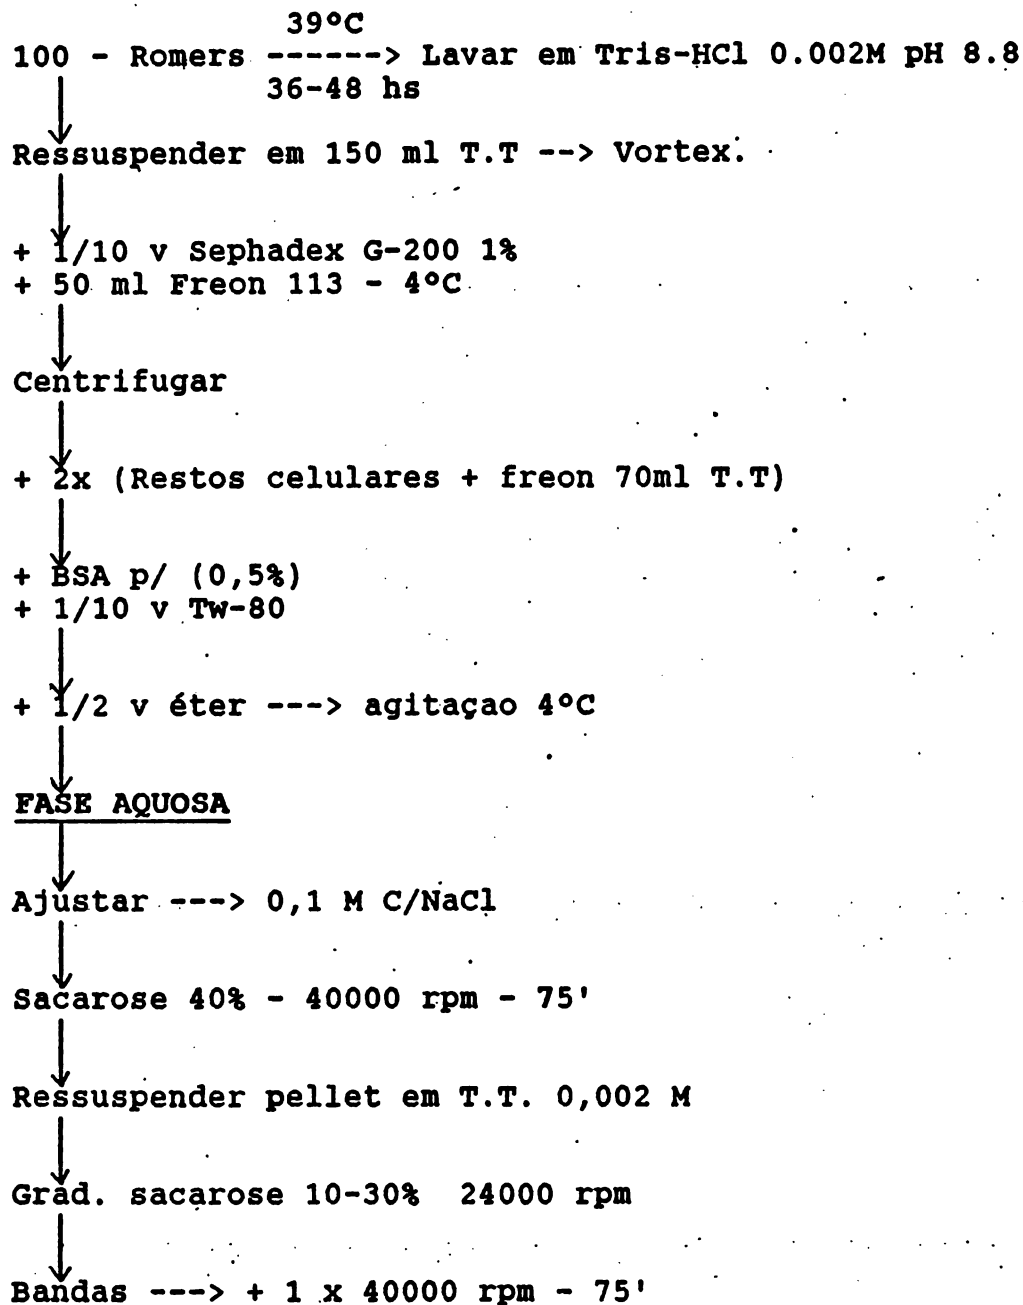 39°C
100 - Romers ------> Lavar em Tris-HCl 0.002M pH 8.8
36-48 hs
Ressuspender em 150 ml T.T --> Vortex.
+ 1/10 v Sephadex G-200 1%
+ 50 ml Freon 113 - 4°C
Centrifugar
+ 2x (Restos celulares + freon 70ml T.T)
+ BSA p/ (0,5%)
+ 1/10 v Tw-80
+ 1/2 v éter ---> agitaçao 4°C
FASE AQUOSA
Ajustar ---> 0,1 M C/NaCl
Sacarose 40% - 40000 rpm - 75'
Ressuspender pellet em T.T. 0,002 M
Grad. sacarose 10-30% 24000 rpm
Bandas ---> + 1 x 40000 rpm - 75'